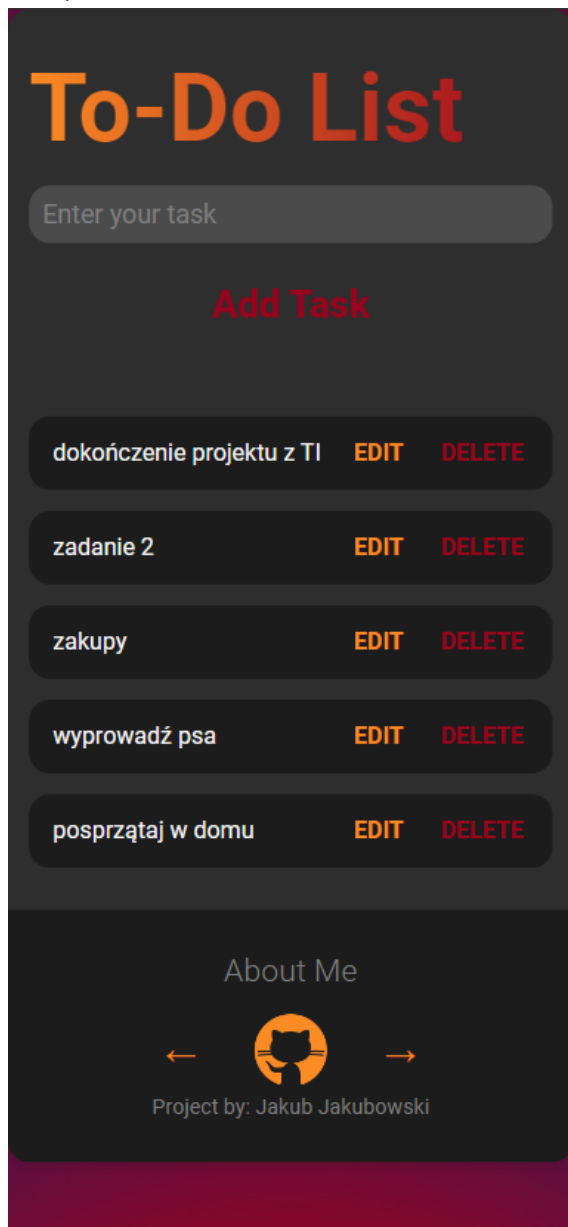 To-Do List
Enter your task
Add Task
dokończenie projektu z TI EDIT DELETE
zadanie 2 EDIT DELETE
zakupy EDIT DELETE
wyprowadź psa EDIT DELETE
posprzątaj w domu EDIT DELETE
About Me
← →
Project by: Jakub Jakubowski